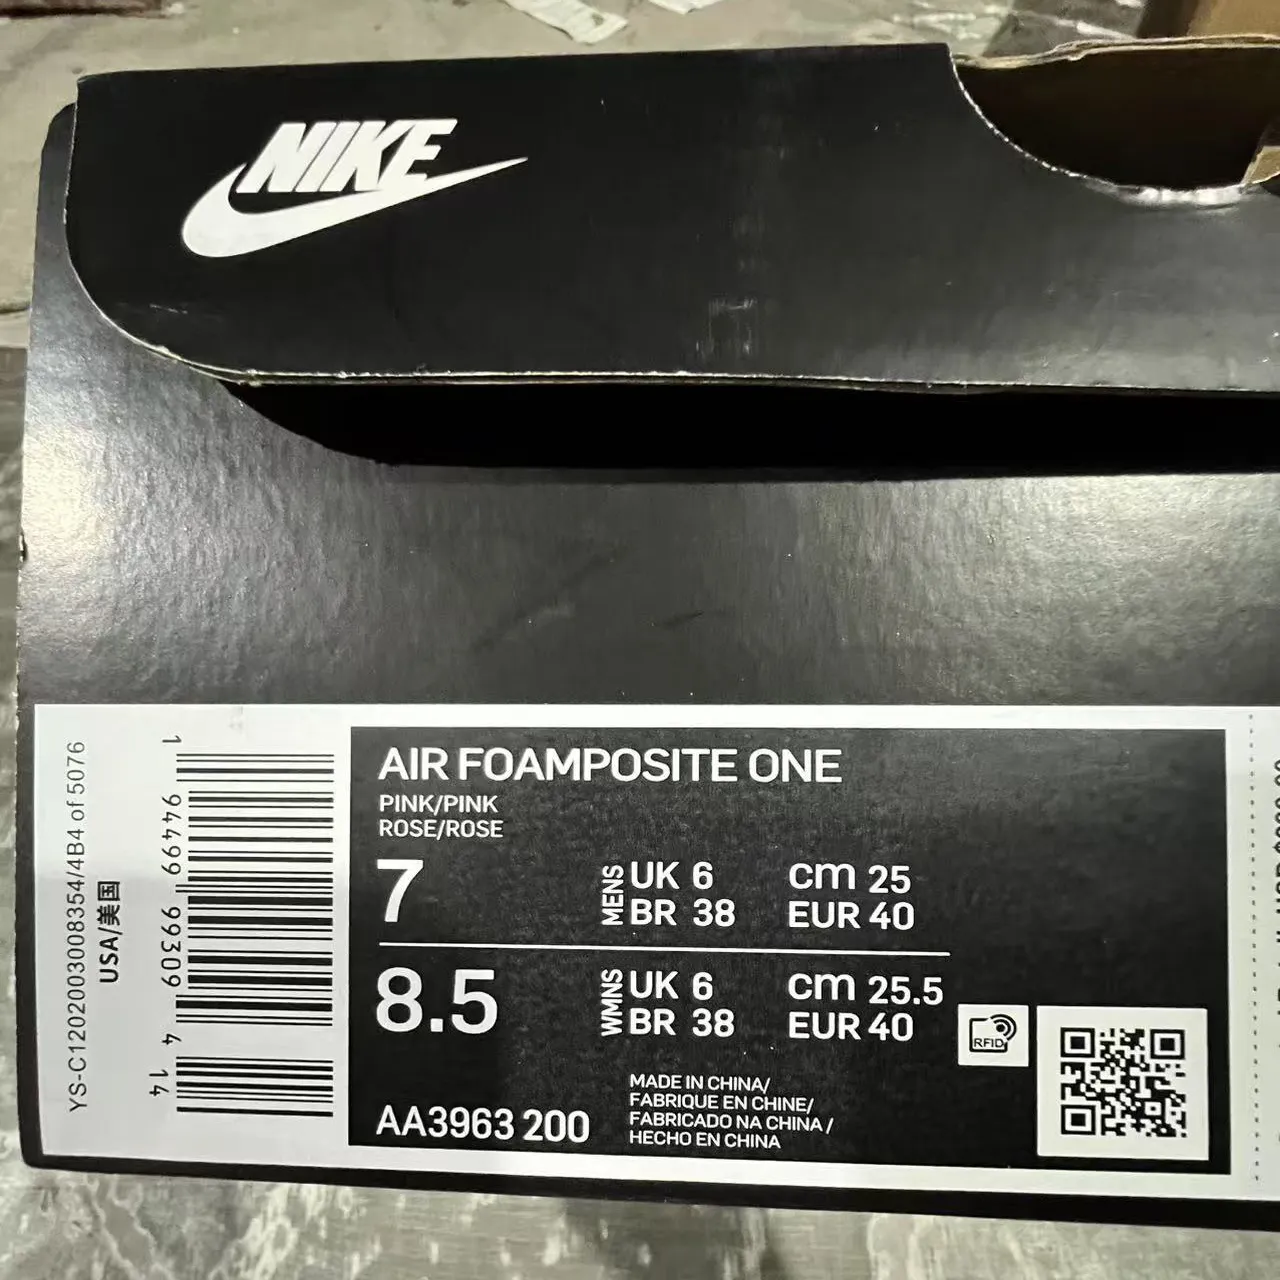 NIKE
AIR FOAMPOSITE ONE
PINK/PINK
ROSE/ROSE
7
MENS
UK 6
BR 38
cm 25
EUR 40
8.5
WMNS
UK 6
BR 38
cm 25.5
EUR 40
RFID
AA3963 200
MADE IN CHINA/
FABRIQUE EN CHINE/
FABRICADO NA CHINA /
HECHO EN CHINA
YS-C1202003008354/4B4 of 5076
USA/美国
1 94499 99309 4 14